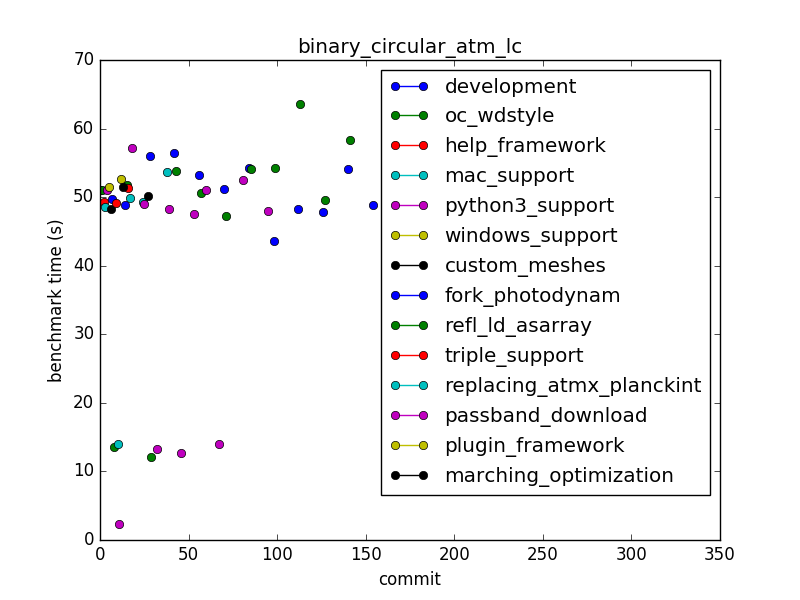 binary_circular_atm_lc
70
60
50
40
30
20
10
0
benchmark time (s)
development
oc_wdstyle
help_framework
mac_support
python3_support
windows_support
custom_meshes
fork_photodynam
refl_ld_asarray
triple_support
replacing_atmx_planckint
passband_download
plugin_framework
marching_optimization
0 50 100 150 200 250 300 350
commit